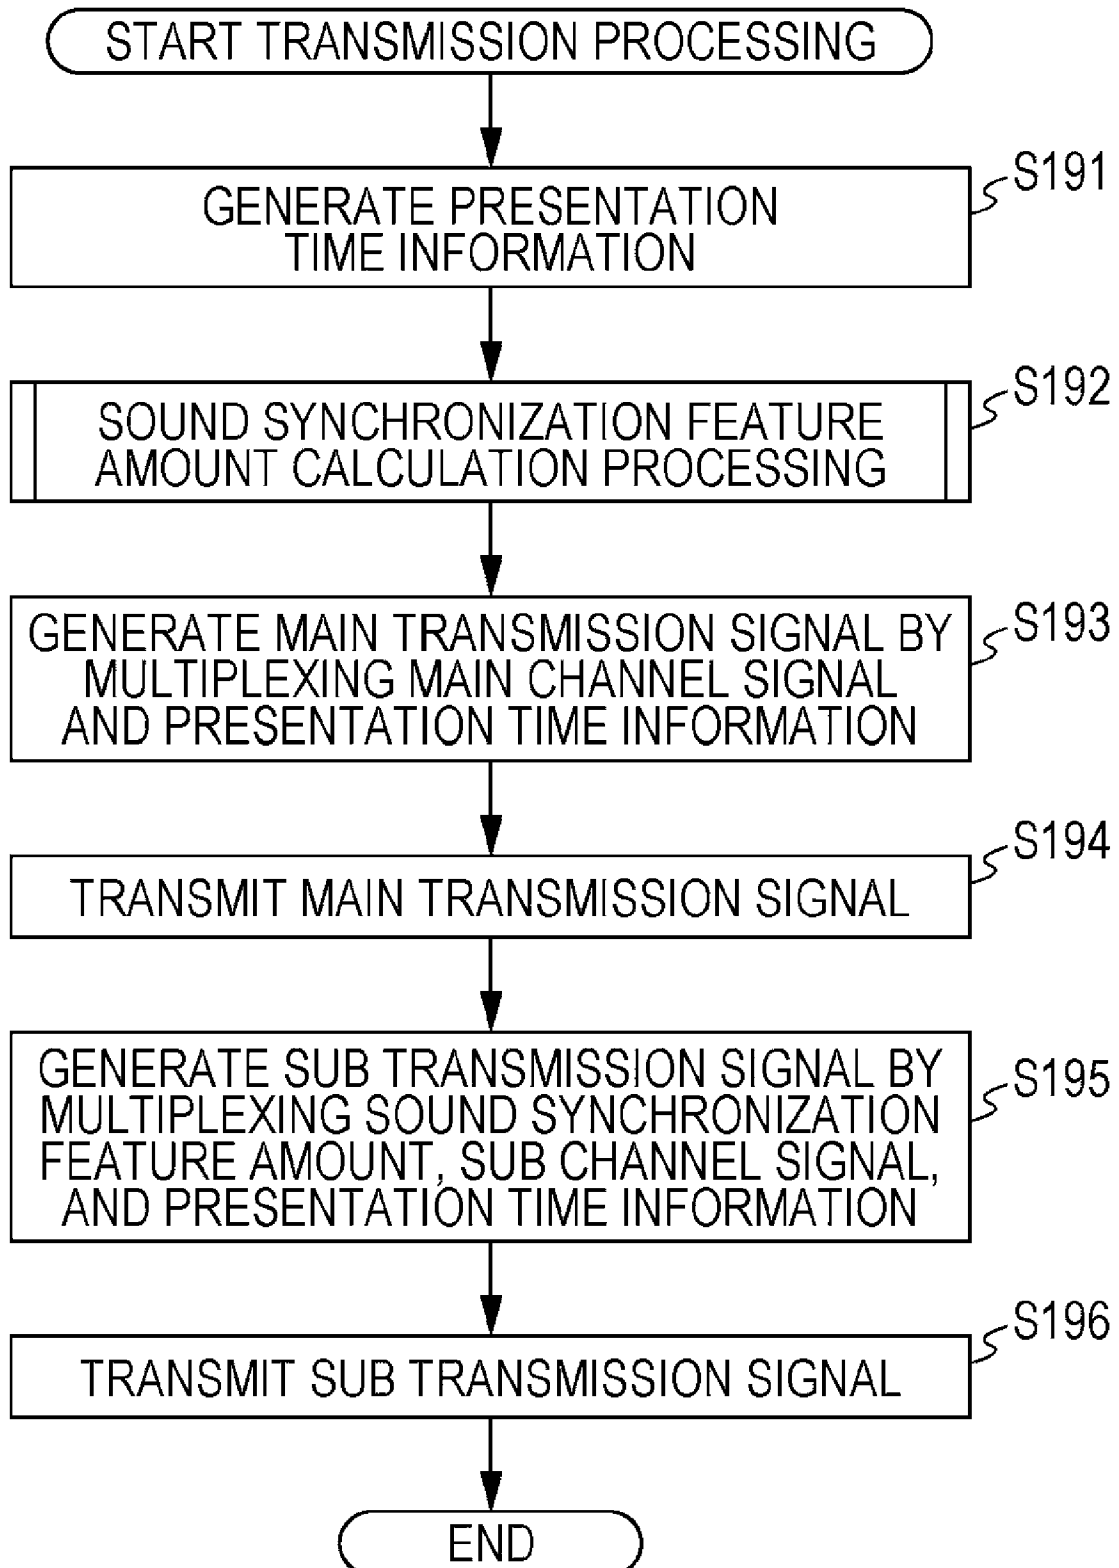 START TRANSMISSION PROCESSING
S191
GENERATE PRESENTATION
TIME INFORMATION
S192
SOUND SYNCHRONIZATION FEATURE
AMOUNT CALCULATION PROCESSING
S193
GENERATE MAIN TRANSMISSION SIGNAL BY
MULTIPLEXING MAIN CHANNEL SIGNAL
AND PRESENTATION TIME INFORMATION
S194
TRANSMIT MAIN TRANSMISSION SIGNAL
S195
GENERATE SUB TRANSMISSION SIGNAL BY
MULTIPLEXING SOUND SYNCHRONIZATION
FEATURE AMOUNT, SUB CHANNEL SIGNAL,
AND PRESENTATION TIME INFORMATION
S196
TRANSMIT SUB TRANSMISSION SIGNAL
END